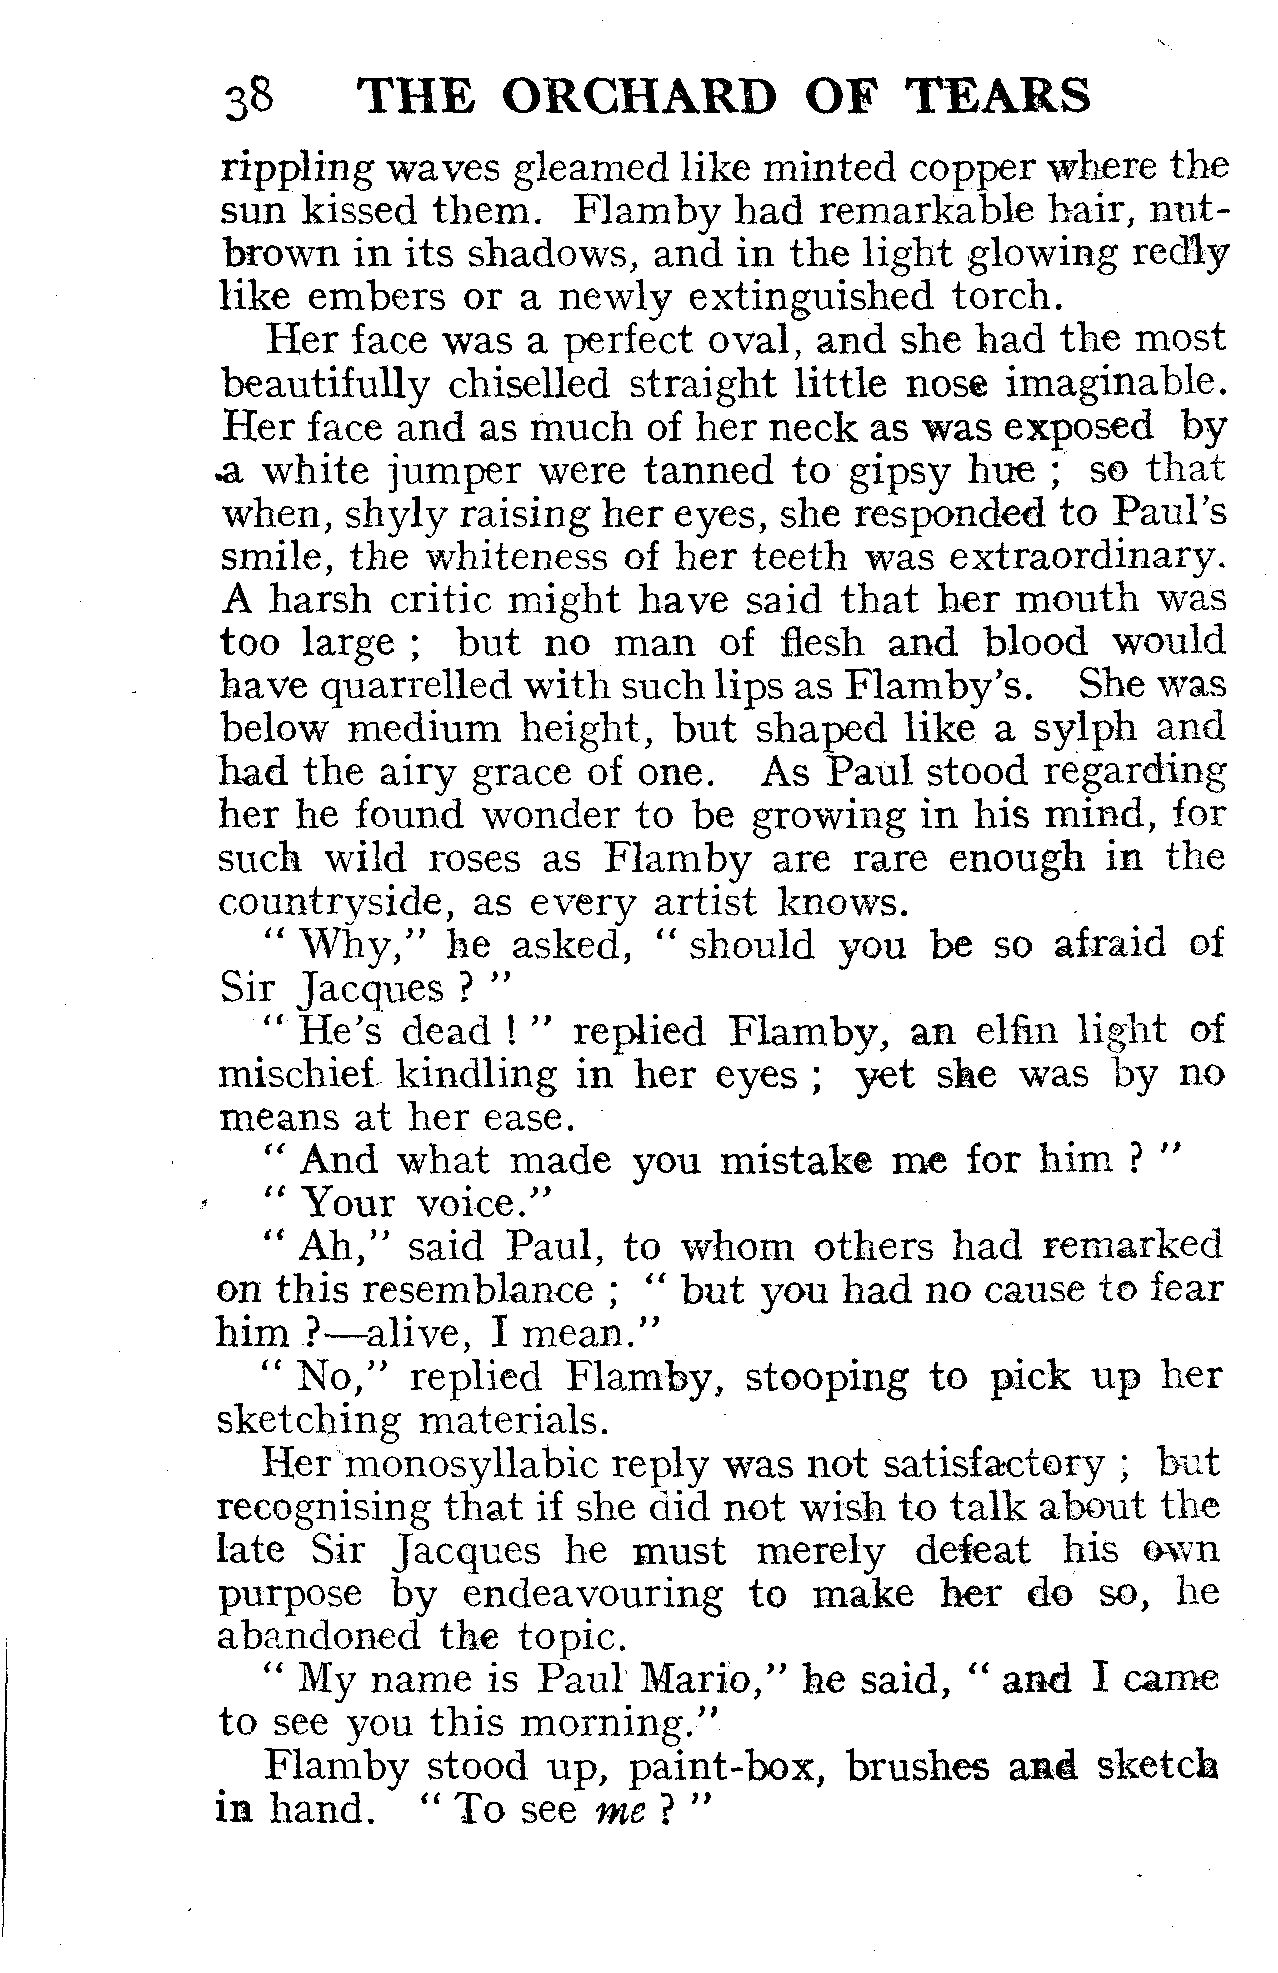 38 THE ORCHARD OF TEARS
rippling waves gleamed like minted copper where the
sun kissed them. Flamby had remarkable hair, nut-
brown in its shadows, and in the light glowing redly
like embers or a newly extinguished torch.
Her face was a perfect oval, and she had the most
beautifully chiselled straight little nose imaginable.
Her face and as much of her neck as was exposed by
a white jumper were tanned to gipsy hue ; so that
when, shyly raising her eyes, she responded to Paul's
smile, the whiteness of her teeth was extraordinary.
A harsh critic might have said that her mouth was
too large ; but no man of flesh and blood would
have quarrelled with such lips as Flamby's. She was
below medium height, but shaped like a sylph and
had the airy grace of one. As Paul stood regarding
her he found wonder to be growing in his mind, for
such wild roses as Flamby are rare enough in the
countryside, as every artist knows.
" Why," he asked, " should you be so afraid of
Sir Jacques ? "
" He's dead ! " replied Flamby, an elfin light of
mischief kindling in her eyes ; yet she was by no
means at her ease.
" And what made you mistake me for him ? "
" Your voice."
" Ah," said Paul, to whom others had remarked
on this resemblance ; " but you had no cause to fear
him ?—alive, I mean."
" No," replied Flamby, stooping to pick up her
sketching materials.
Her monosyllabic reply was not satisfactory ; but
recognising that if she did not wish to talk about the
late Sir Jacques he must merely defeat his own
purpose by endeavouring to make her do so, he
abandoned the topic.
" My name is Paul Mario," he said, " and I came
to see you this morning."
Flamby stood up, paint-box, brushes and sketch
in hand. " To see me ? "